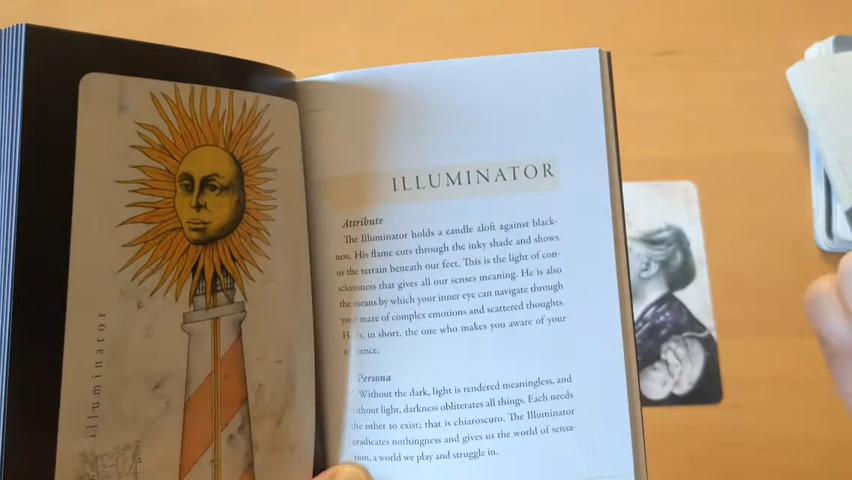 illuminator
ILLUMINATOR
Attribute
The Illuminator holds a candle aloft against black-
ness. His flame cuts through the inky shade and shows
us the terrain beneath our feet. This is the light of con-
sciousness that gives all our senses meaning. He is also
the means by which your inner eye can navigate through
maze of complex emotions and scattered thoughts.
in short, the one who makes you aware of your
Persona
Without the dark, light is rendered meaningless, and
without light, darkness obliterates all things. Each needs
the other to exist; that is chiaroscuro. The Illuminator
eradicates nothingness and gives us the world of sensa-
tion, a world we play and struggle in.